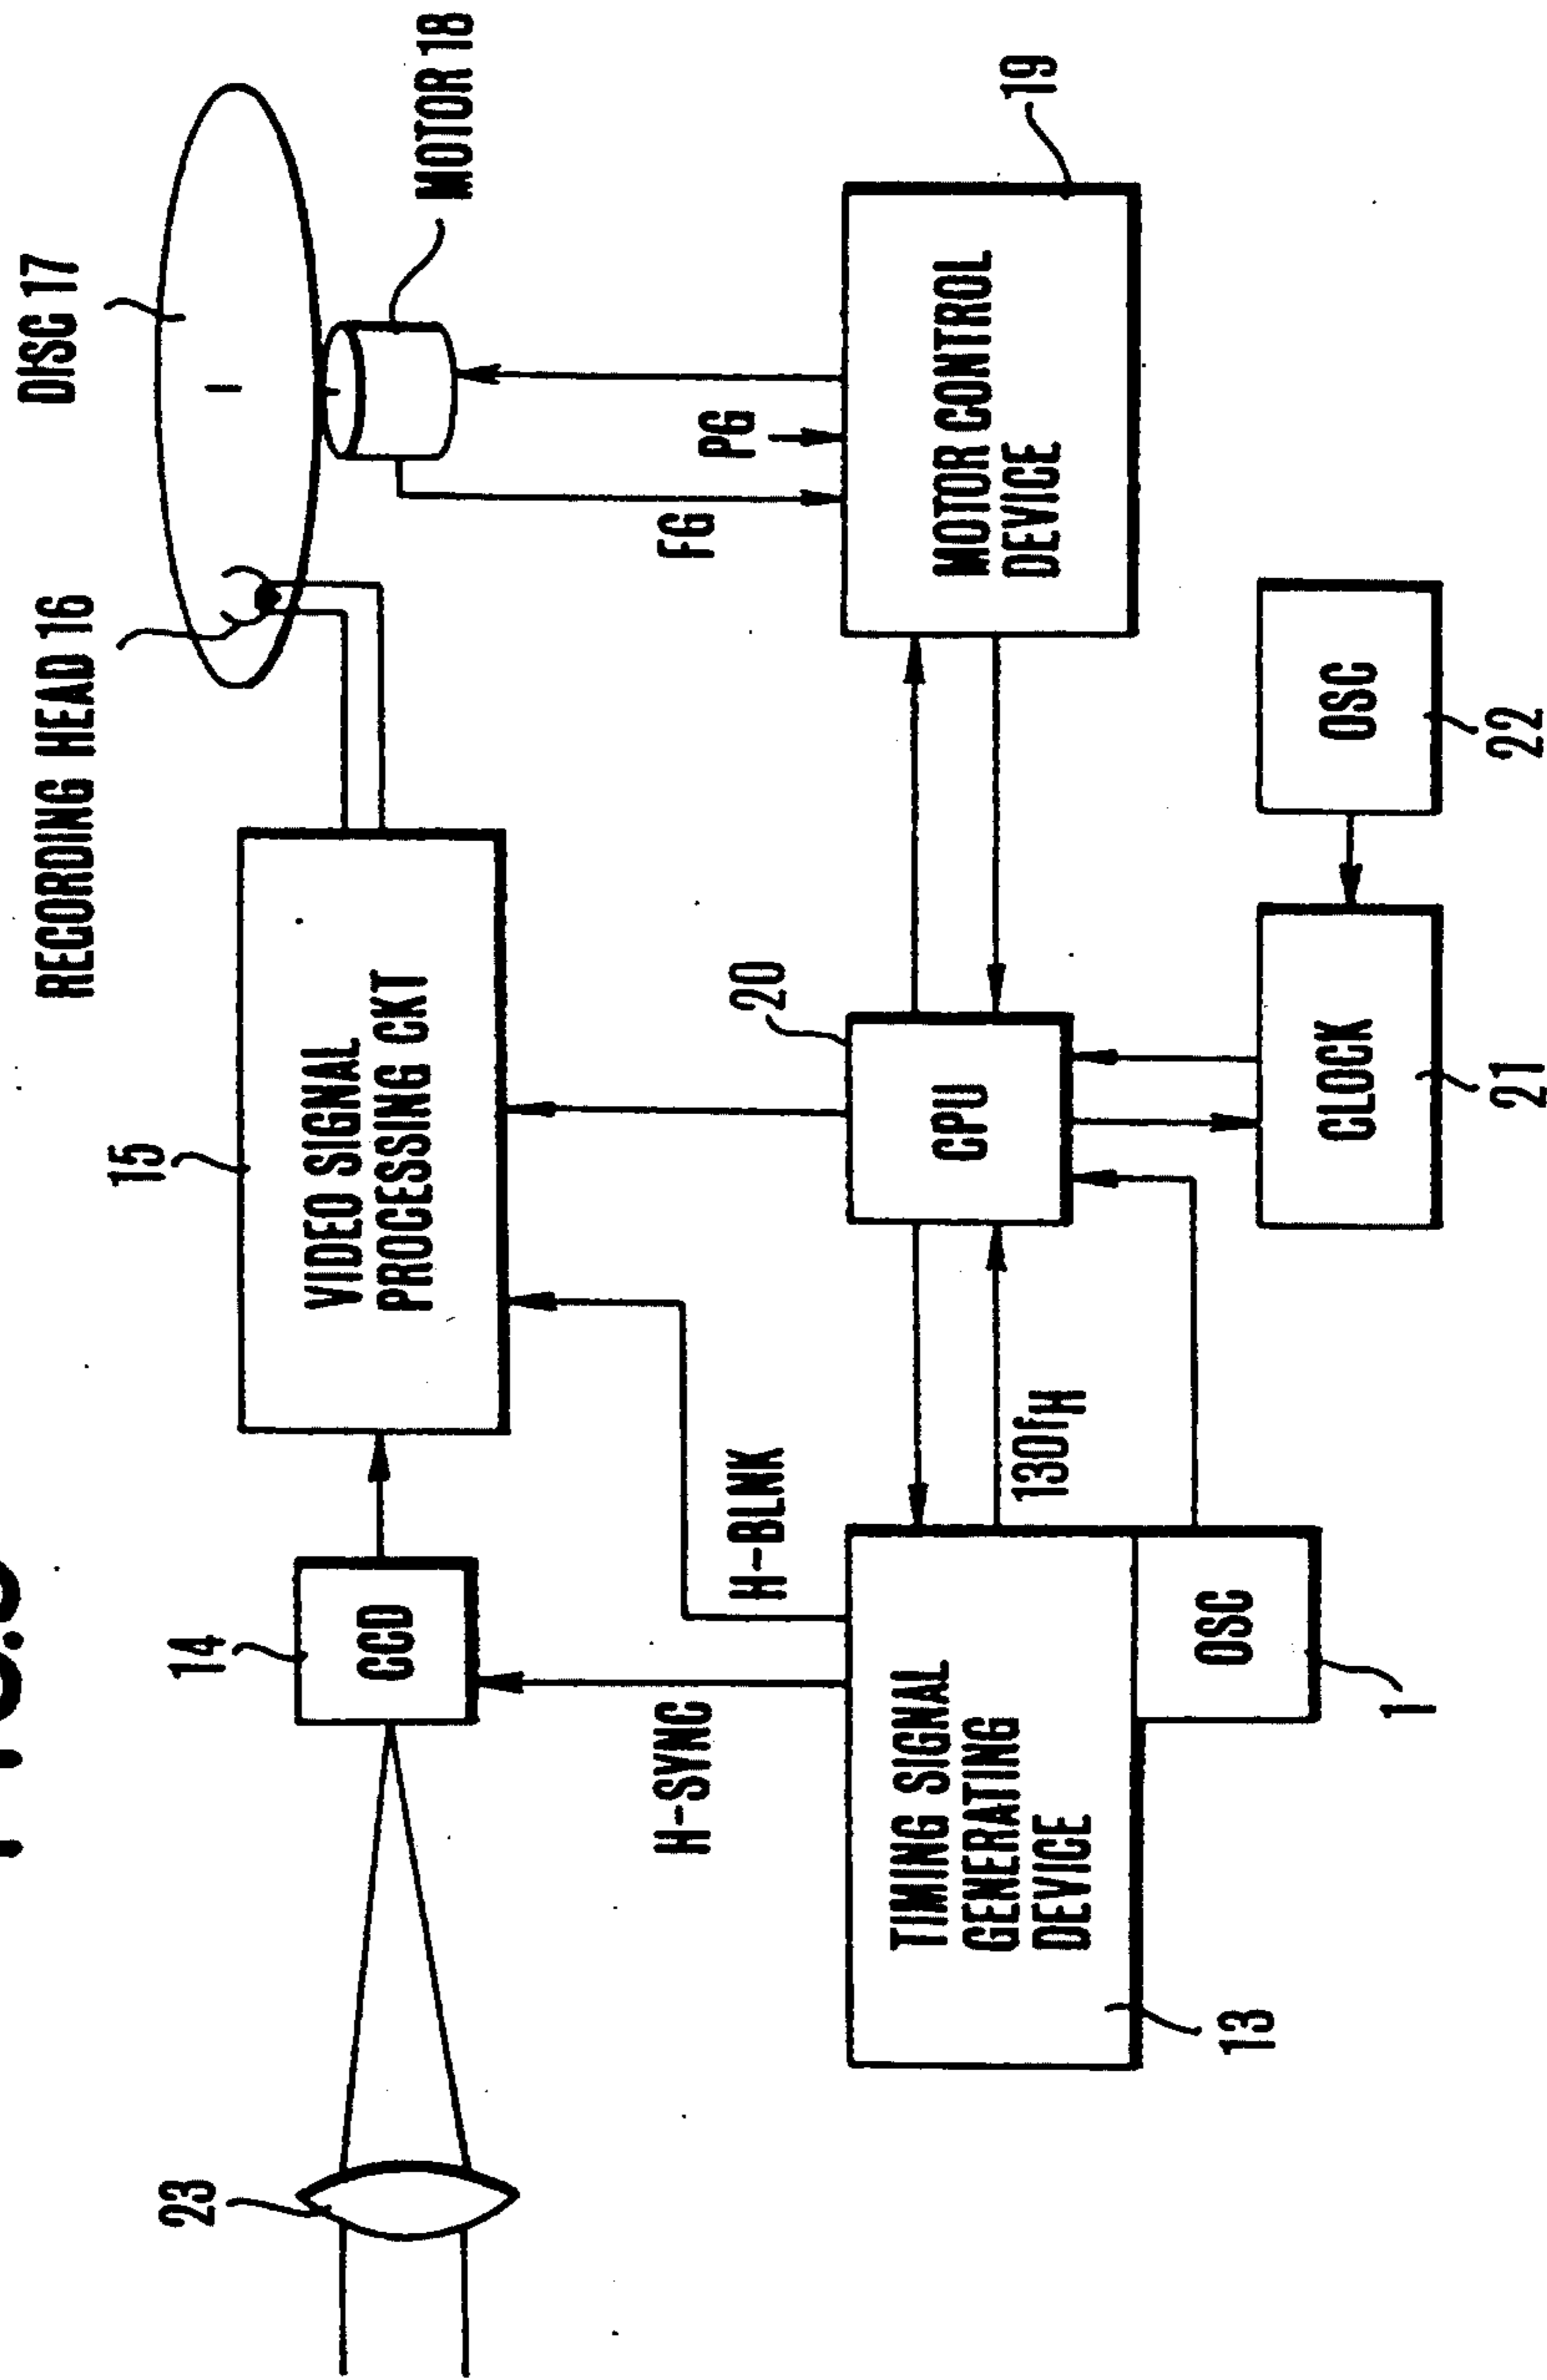 DISC 17
RECORDING HEAD 16
MOTOR 18
15
VIDEO SIGNAL
PROCESSING CKT
14
CCD
23
H-SYNC
H-BLNK
FG
PG
20
CPU
19
MOTOR CONTROL
DEVICE
TIMING SIGNAL
GENERATING
DEVICE
130fH
13
OSC
1
CLOCK
21
OSC
22